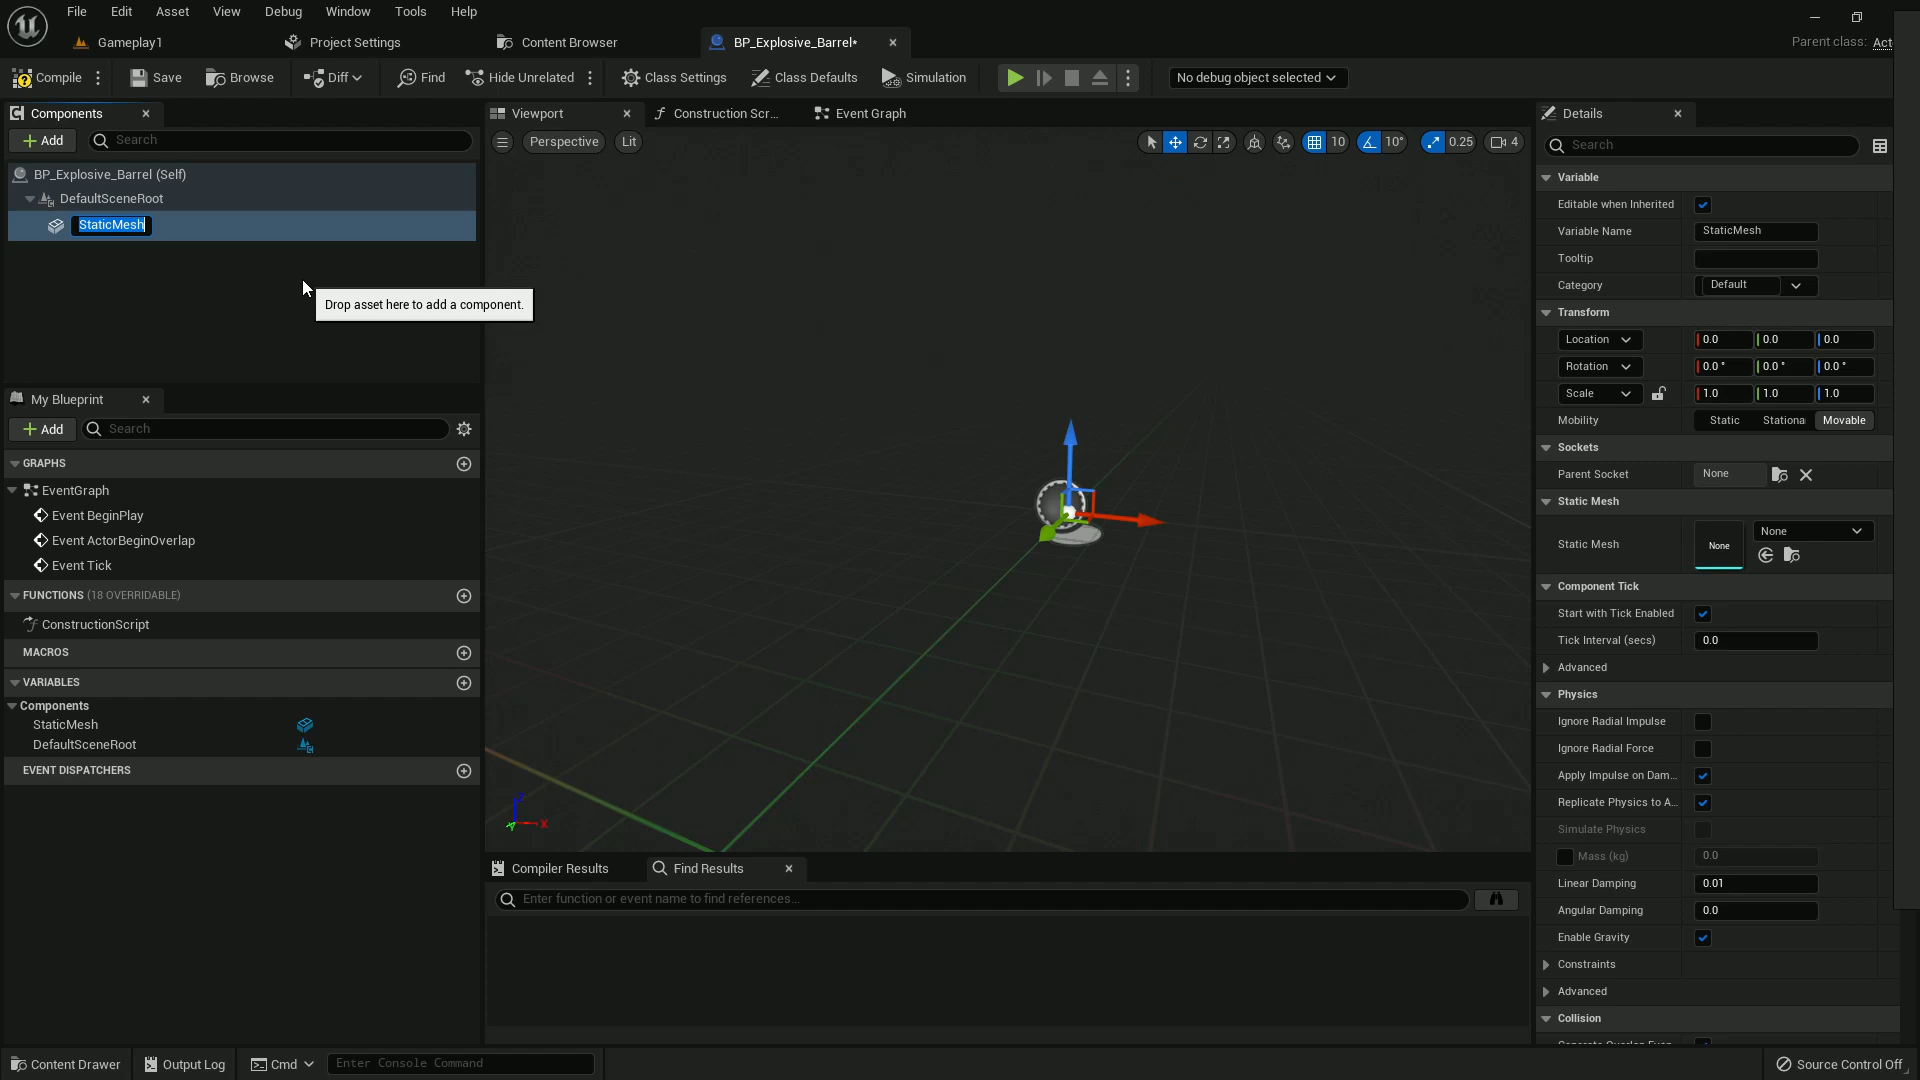 File Edit Asset View Debug Window Tools Help
Gameplay1 Project Settings Content Browser BP_Explosive_Barrel* Parent class: Act
Compile Save Browse Diff Find Hide Unrelated Class Settings Class Defaults Simulation No debug object selected
Components
Add Search
BP_Explosive_Barrel (Self)
DefaultSceneRoot
StaticMesh
Drop asset here to add a component.
My Blueprint
Add Search
GRAPHS
EventGraph
Event BeginPlay
Event ActorBeginOverlap
Event Tick
FUNCTIONS (18 OVERRIDABLE)
ConstructionScript
MACROS
VARIABLES
Components
StaticMesh
DefaultSceneRoot
EVENT DISPATCHERS
Viewport Construction Scr... Event Graph
Perspective Lit 10 10° 0.25 4
Z
Y X
Compiler Results Find Results
Enter function or event name to find references...
Details
Search
Variable
Editable when Inherited
Variable Name StaticMesh
Tooltip
Category Default
Transform
Location 0.0 0.0 0.0
Rotation 0.0 ° 0.0 ° 0.0 °
Scale 1.0 1.0 1.0
Mobility Static Stationa Movable
Sockets
Parent Socket None
Static Mesh
Static Mesh None None
Component Tick
Start with Tick Enabled
Tick Interval (secs) 0.0
Advanced
Physics
Ignore Radial Impulse
Ignore Radial Force
Apply Impulse on Dam...
Replicate Physics to A...
Simulate Physics
Mass (kg) 0.0
Linear Damping 0.01
Angular Damping 0.0
Enable Gravity
Constraints
Advanced
Collision
Content Drawer Output Log Cmd Enter Console Command Source Control Off